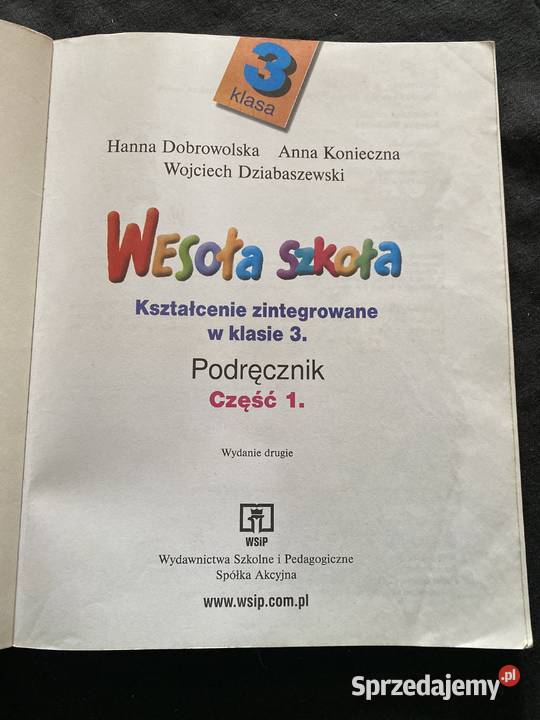 3
klasa
Hanna Dobrowolska Anna Konieczna
Wojciech Dziabaszewski
WESołA szkoła
Kształcenie zintegrowane
w klasie 3.
Podręcznik
Część 1.
Wydanie drugie
WSiP
Wydawnictwa Szkolne i Pedagogiczne
Spółka Akcyjna
www.wsip.com.pl
Sprzedajemy.pl